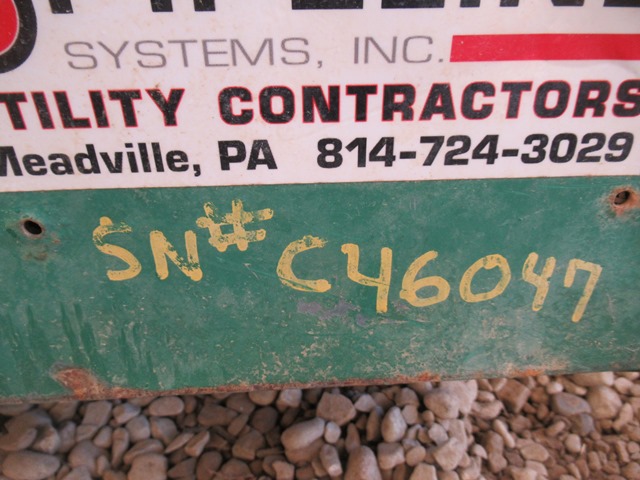 SYSTEMS, INC.
TILITY CONTRACTORS
Meadville, PA 814-724-3029
SN# C46047